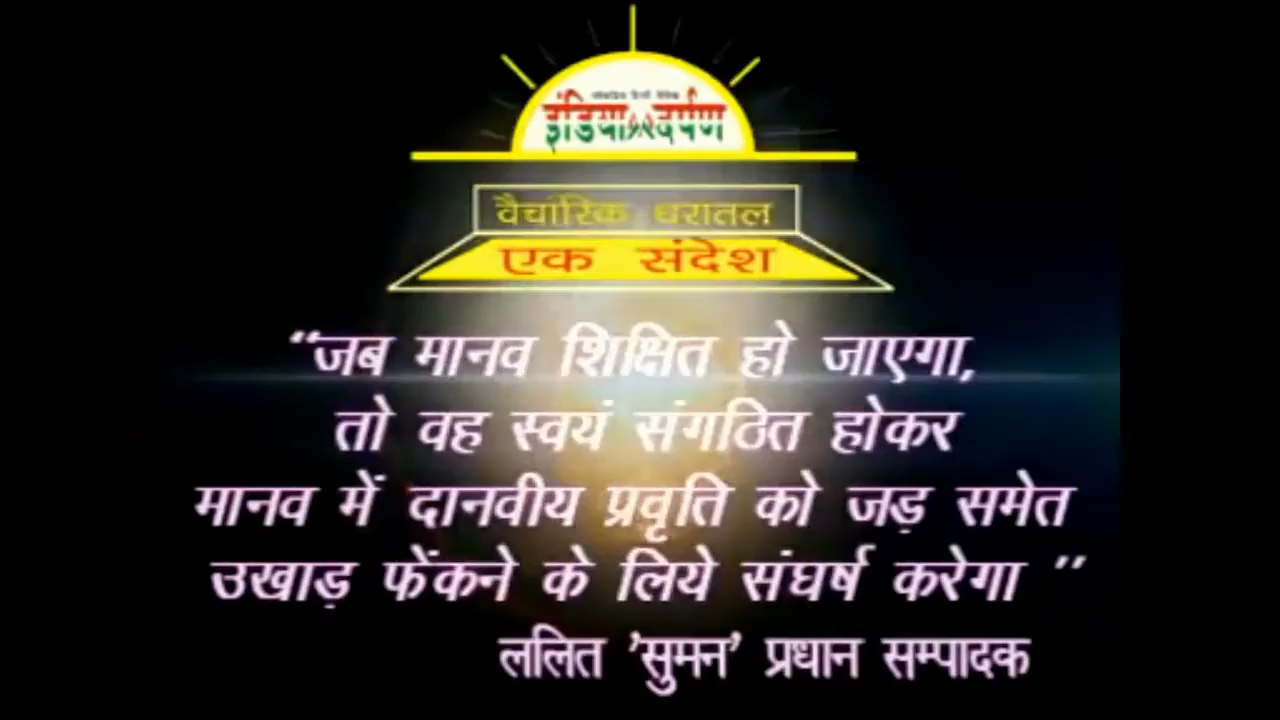 इंडिया दर्पण
वैचारिक धरातल
एक संदेश
“जब मानव शिक्षित हो जाएगा,
तो वह स्वयं संगठित होकर
मानव में दानवीय प्रवृति को जड़ समेत
उखाड़ फेंकने के लिये संघर्ष करेगा ”
ललित ’सुमन’ प्रधान सम्पादक